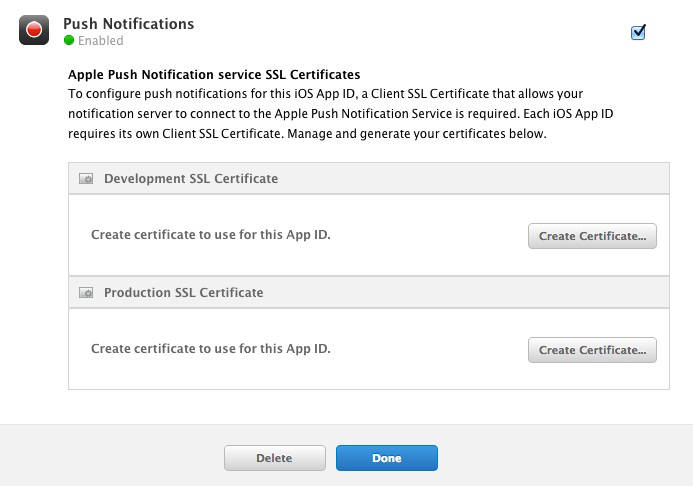 Push Notifications
Enabled
Apple Push Notification service SSL Certificates
To configure push notifications for this iOS App ID, a Client SSL Certificate that allows your
notification server to connect to the Apple Push Notification Service is required. Each iOS App ID
requires its own Client SSL Certificate. Manage and generate your certificates below.
Development SSL Certificate
Create certificate to use for this App ID.
Create Certificate...
Production SSL Certificate
Create certificate to use for this App ID.
Create Certificate...
Delete
Done